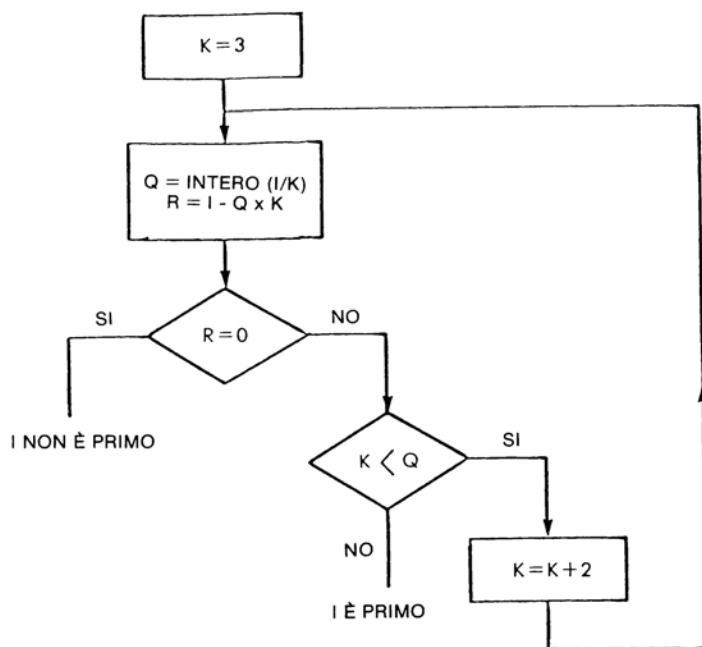 K = 3
Q = INTERO (I/K)
R = I - Q x K
SI
R = 0
NO
I NON È PRIMO
K < Q
SI
NO
K = K + 2
I È PRIMO